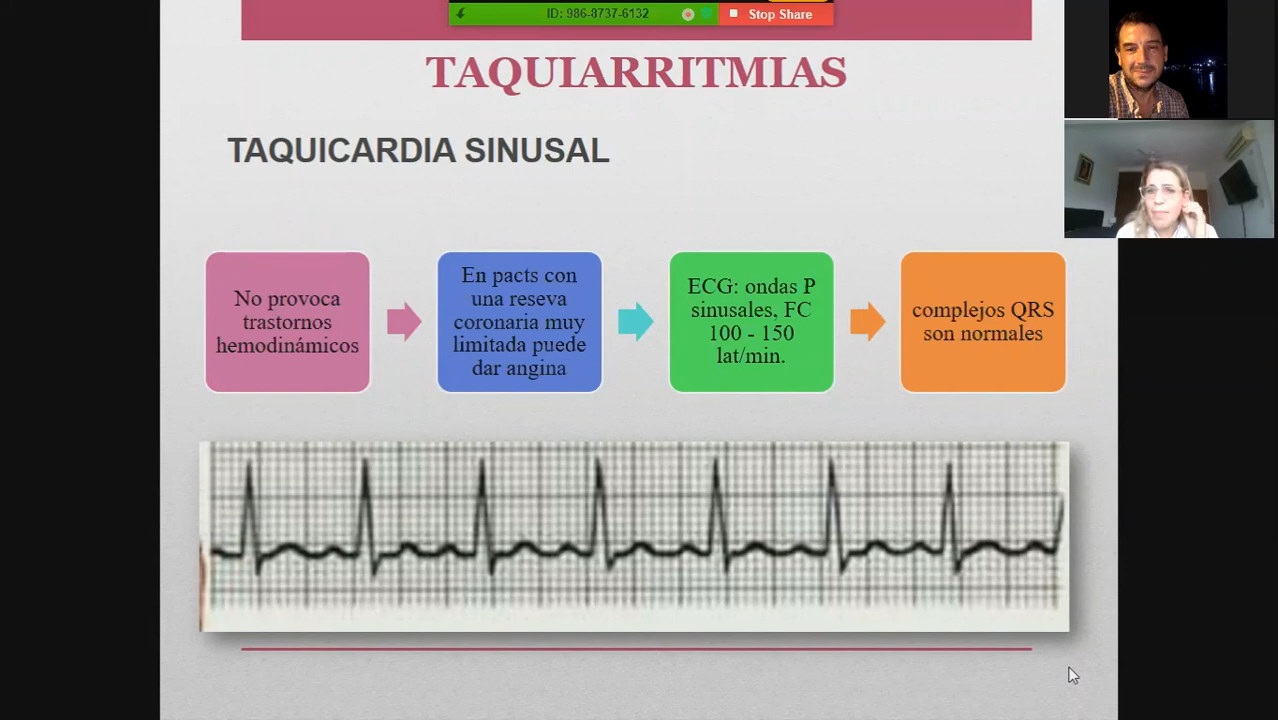 ID: 986-8737-6132
Stop Share
TAQUIARRITMIAS
TAQUICARDIA SINUSAL
No provoca
trastornos
hemodinámicos
En pacts con
una reseva
coronaria muy
limitada puede
dar angina
ECG: ondas P
sinusales, FC
100 - 150
lat/min.
complejos QRS
son normales